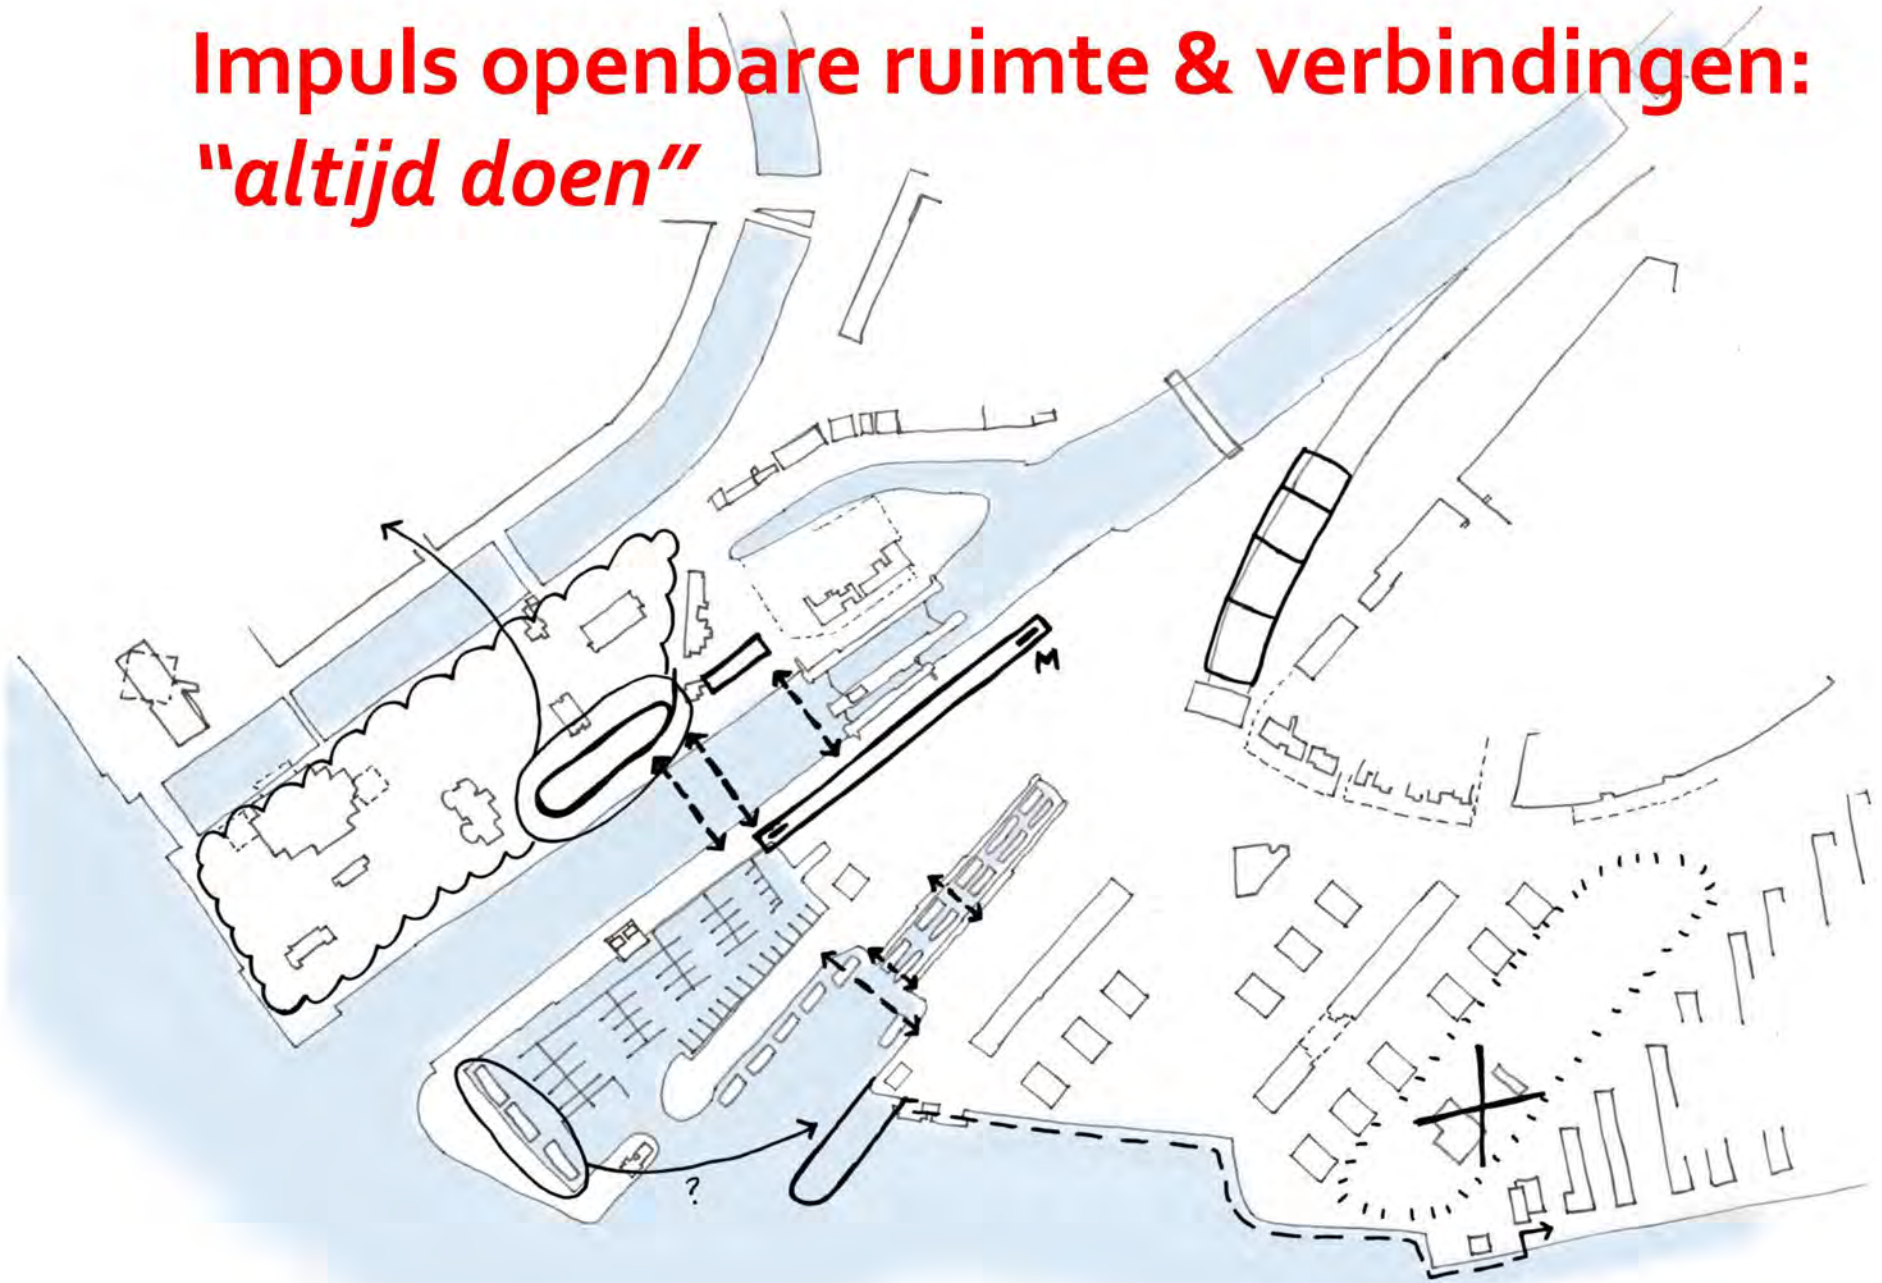 Impuls openbare ruimte & verbindingen:
“altijd doen”
M
?